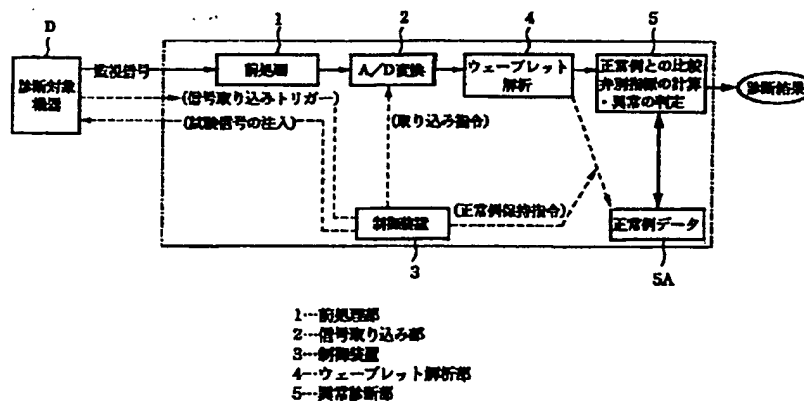 D
1
2
4
5
診断対象
機器
監視信号
前処理
A/D変換
ウェーブレット
解析
正常例との比較
弁別指標の計算
・異常の判定
診断結果
(信号取り込みトリガー)
(試験信号の注入)
(取り込み指令)
制御装置
(正常例保持指令)
正常例データ
3
5A
1…前処理部
2…信号取り込み部
3…制御装置
4…ウェーブレット解析部
5…異常診断部